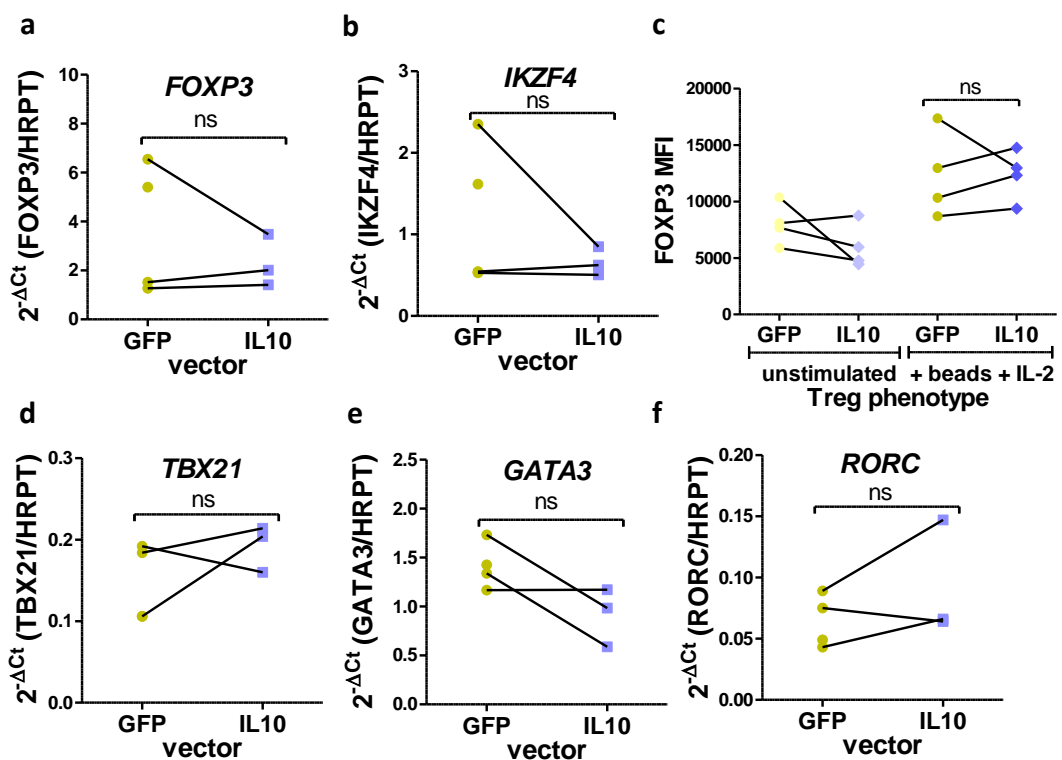 a
FOXP3
ns
2^-ΔCt (FOXP3/HRPT)
10
8
6
4
2
0
GFP IL10
vector
b
IKZF4
ns
2^-ΔCt (IKZF4/HRPT)
3
2
1
0
GFP IL10
vector
c
ns
FOXP3 MFI
20000
15000
10000
5000
0
GFP IL10 GFP IL10
unstimulated + beads + IL-2
Treg phenotype
d
TBX21
ns
2^-ΔCt (TBX21/HRPT)
0.3
0.2
0.1
0.0
GFP IL10
vector
e
GATA3
ns
2^-ΔCt (GATA3/HRPT)
2.5
2.0
1.5
1.0
0.5
0.0
GFP IL10
vector
f
RORC
ns
2^-ΔCt (RORC/HRPT)
0.20
0.15
0.10
0.05
0.00
GFP IL10
vector